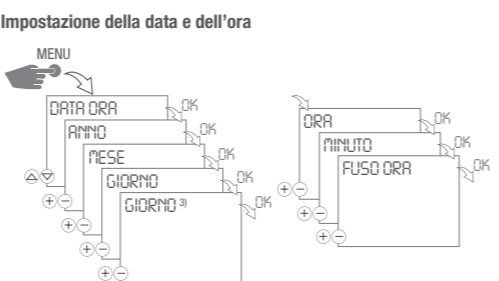 Impostazione della data e dell'ora
MENU
DATA ORA
OK
ANNO
OK
MESE
OK
GIORNO
OK
GIORNO 3)
OK
ORA
OK
MINUTO
OK
FUSO ORA
OK